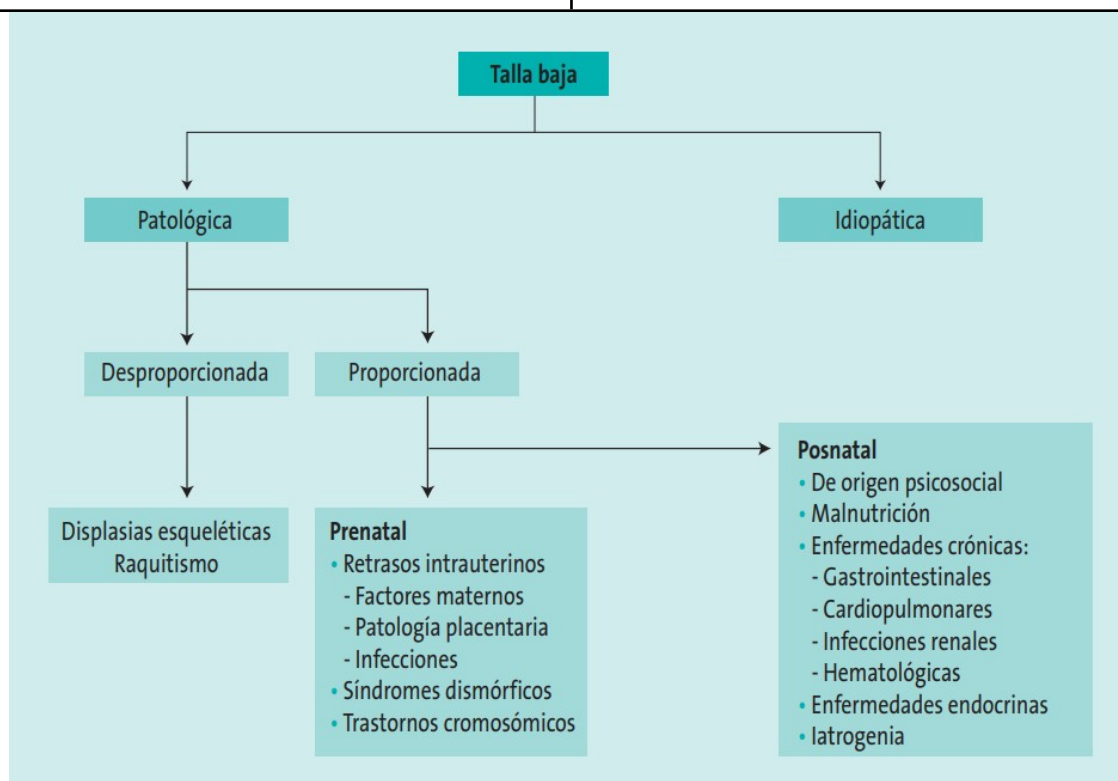 Talla baja
Patológica
Idiopática
Desproporcionada
Proporcionada
Displasias esqueléticas
Raquitismo
Prenatal
• Retrasos intrauterinos
- Factores maternos
- Patología placentaria
- Infecciones
• Síndromes dismórficos
• Trastornos cromosómicos
Posnatal
• De origen psicosocial
• Malnutrición
• Enfermedades crónicas:
- Gastrointestinales
- Cardiopulmonares
- Infecciones renales
- Hematológicas
• Enfermedades endocrinas
• Iatrogenia